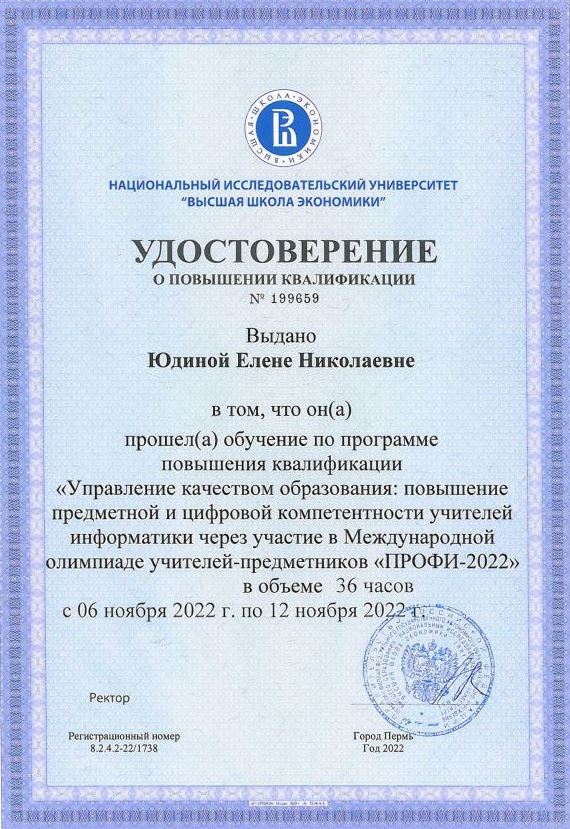 ВЫСШАЯ ШКОЛА ЭКОНОМИКИ
НАЦИОНАЛЬНЫЙ ИССЛЕДОВАТЕЛЬСКИЙ УНИВЕРСИТЕТ
"ВЫСШАЯ ШКОЛА ЭКОНОМИКИ"
УДОСТОВЕРЕНИЕ
О ПОВЫШЕНИИ КВАЛИФИКАЦИИ
№ 199659
Выдано
Юдиной Елене Николаевне
в том, что он(а)
прошел(а) обучение по программе
повышения квалификации
«Управление качеством образования: повышение
предметной и цифровой компетентности учителей
информатики через участие в Международной
олимпиаде учителей-предметников «ПРОФИ-2022»
в объеме 36 часов
с 06 ноября 2022 г. по 12 ноября 2022 г.
Ректор
Регистрационный номер
8.2.4.2-22/1738
Город Пермь
Год 2022